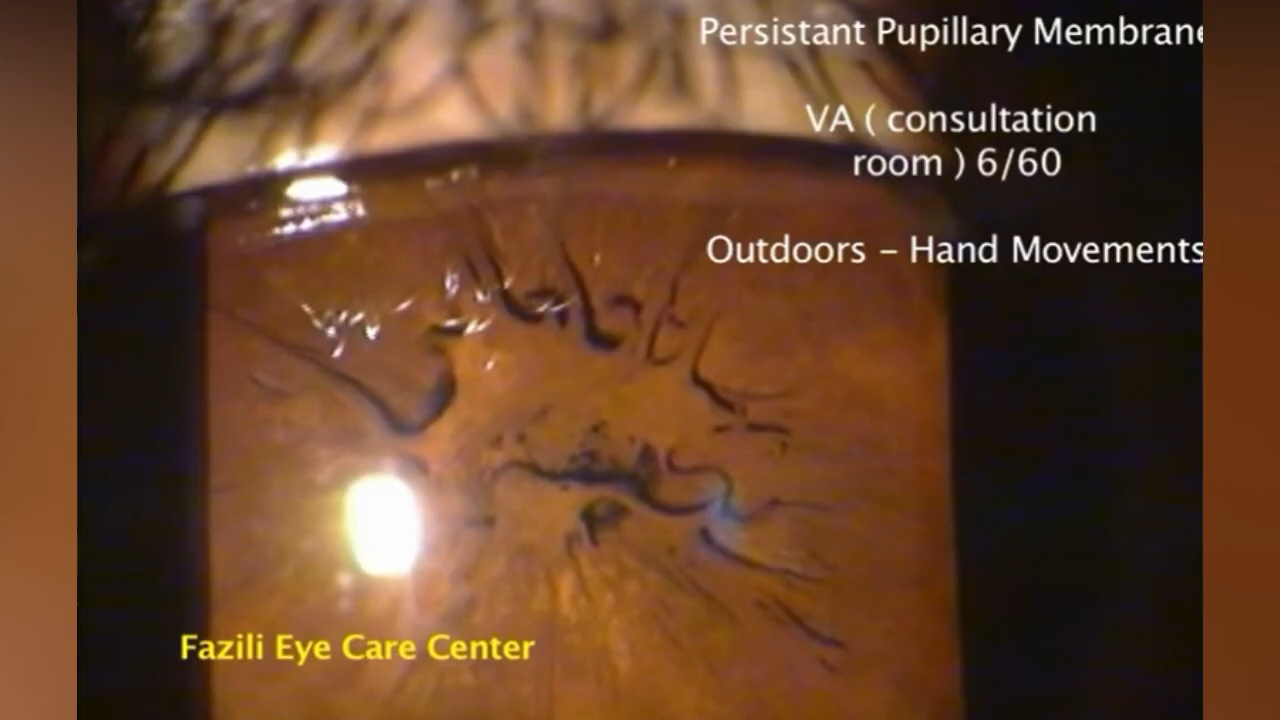 Persistant Pupillary Membrane
VA ( consultation
room ) 6/60
Outdoors – Hand Movements
Fazili Eye Care Center